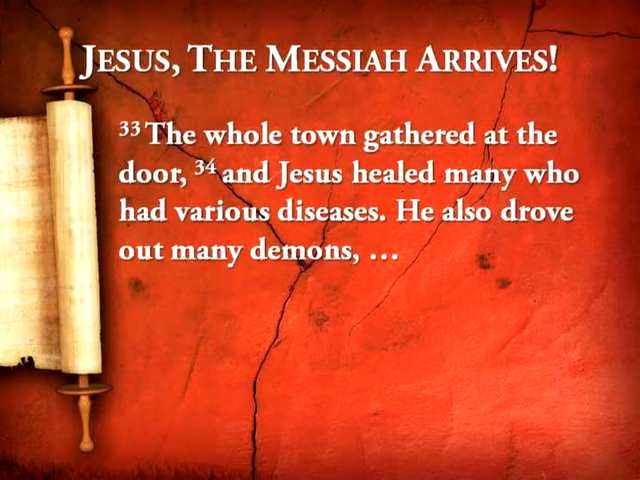 JESUS, THE MESSIAH ARRIVES!
33 The whole town gathered at the
door, 34 and Jesus healed many who
had various diseases. He also drove
out many demons, …